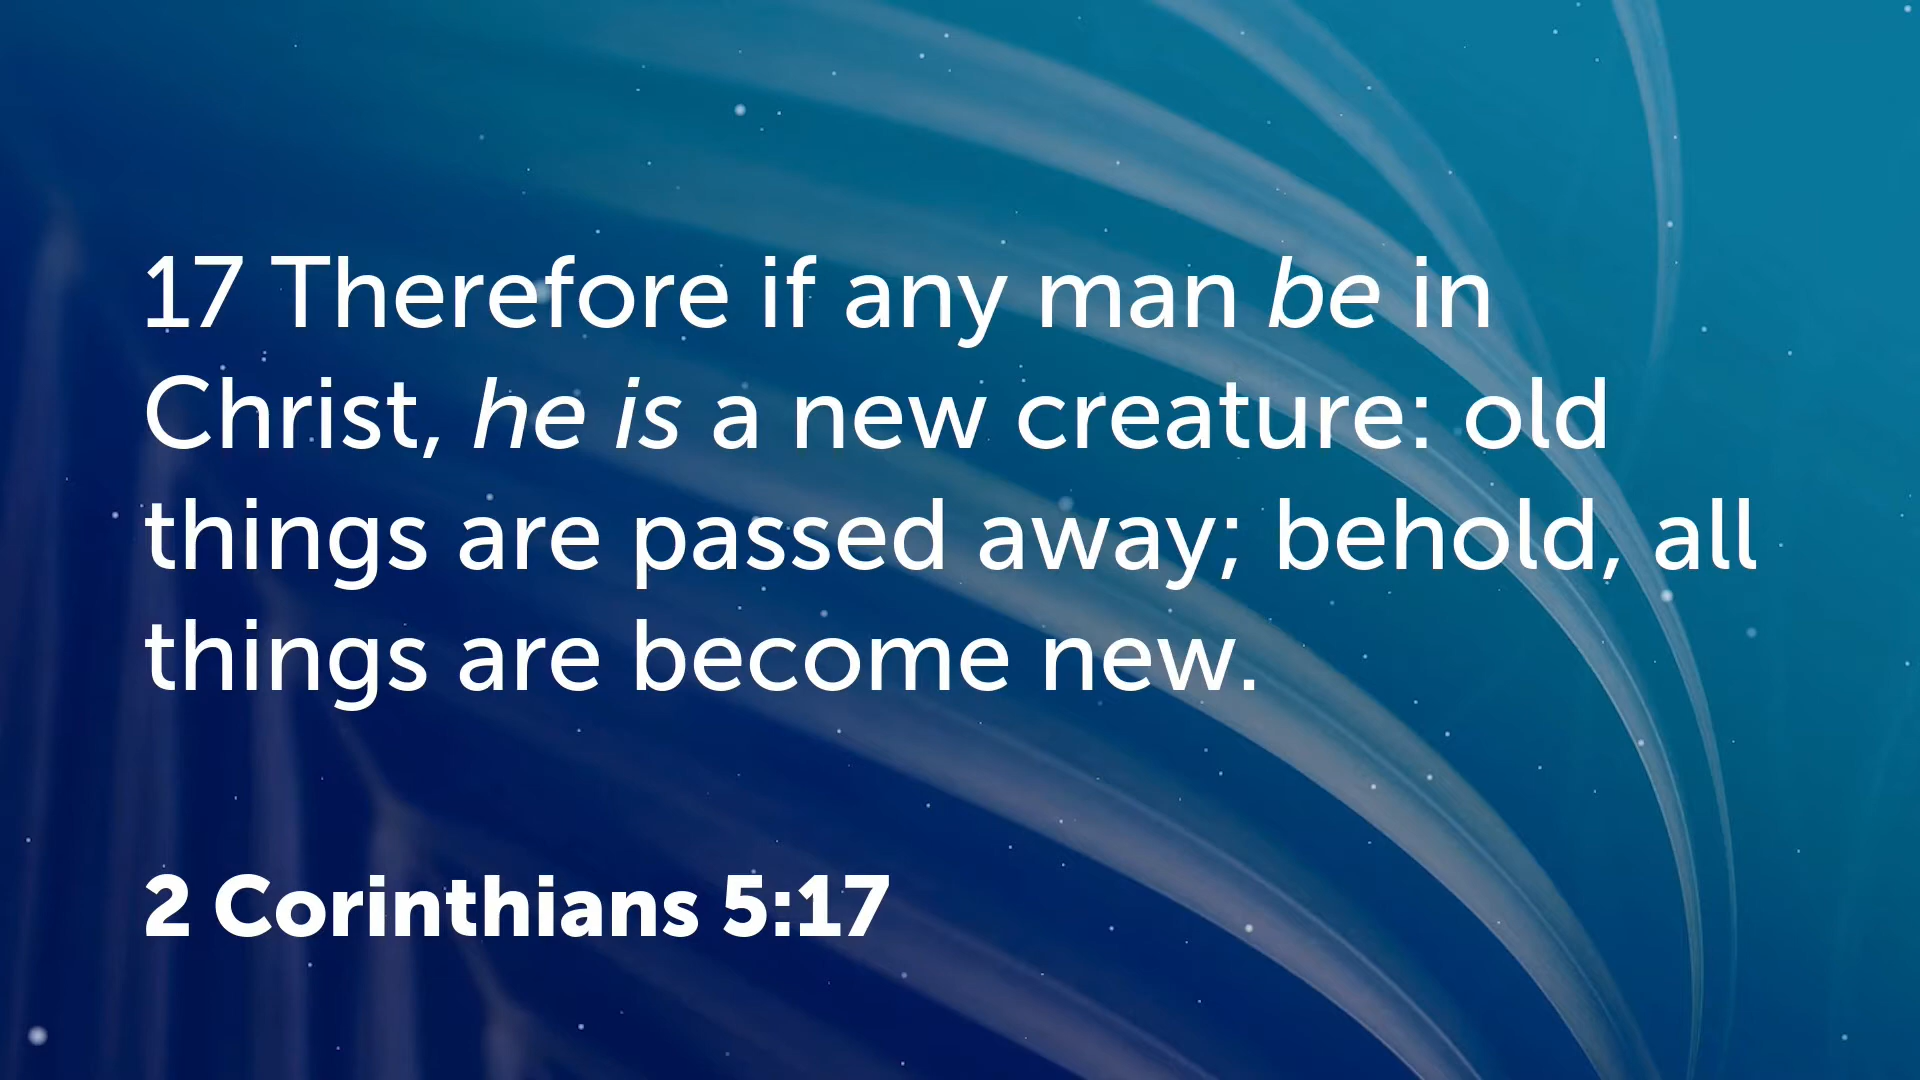 17 Therefore if any man be in
Christ, he is a new creature: old
things are passed away; behold, all
things are become new.
2 Corinthians 5:17